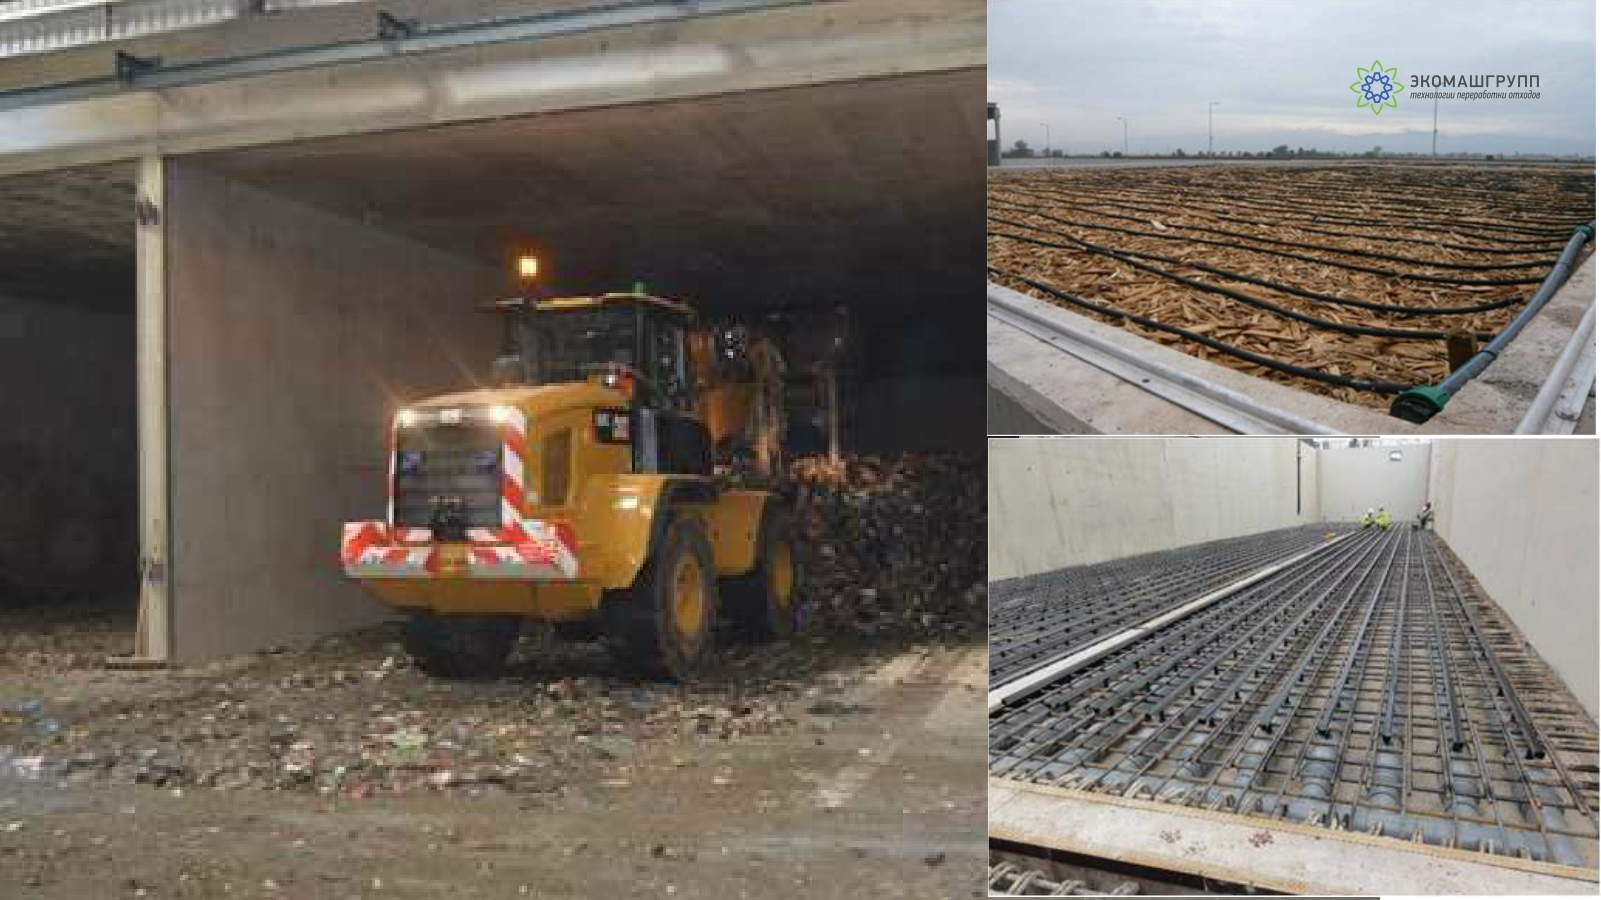 ЭКОМАШГРУПП
технологии переработки отходов